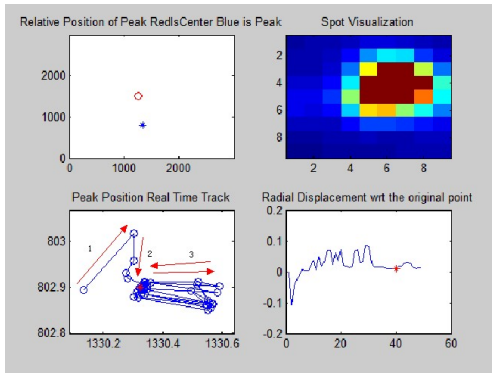 Relative Position of Peak RedIsCenter Blue is Peak
Spot Visualization
2000
1000
0
0 1000 2000
2
4
6
8
2 4 6 8
Peak Position Real Time Track
Radial Displacement wrt the original point
803
802.9
802.8
1330.2 1330.4 1330.6
1
2
3
0.2
0.1
0
-0.1
-0.2
0 20 40 60